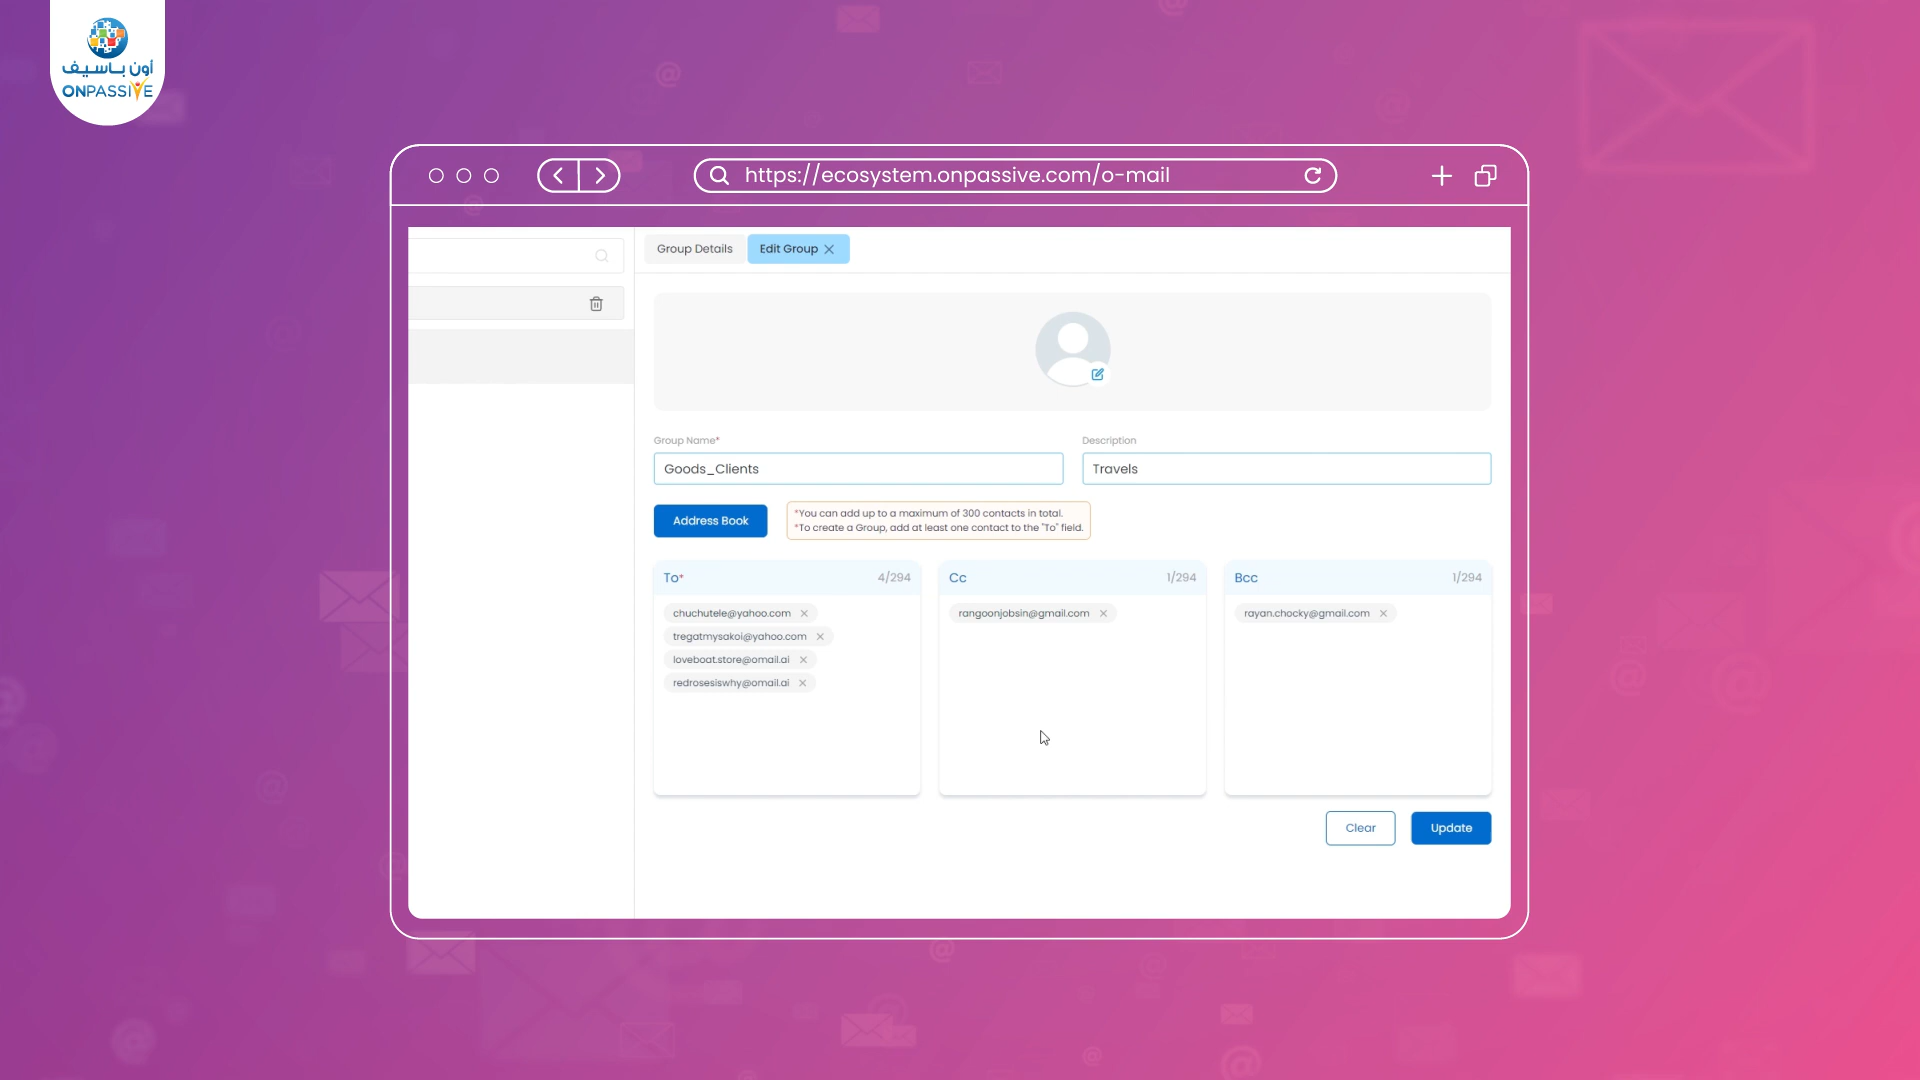 أون باسيف
ONPASSIVE
https://ecosystem.onpassive.com/o-mail
Group Details
Edit Group
Group Name*
Description
Goods_Clients
Travels
Address Book
*You can add up to a maximum of 300 contacts in total.
*To create a Group, add at least one contact to the "To" field.
To*
4/294
chuchutele@yahoo.com
tregatmysakoi@yahoo.com
loveboat.store@omail.ai
redrosesiswhy@omail.ai
Cc
1/294
rangoonjobsin@gmail.com
Bcc
1/294
rayan.chocky@gmail.com
Clear
Update